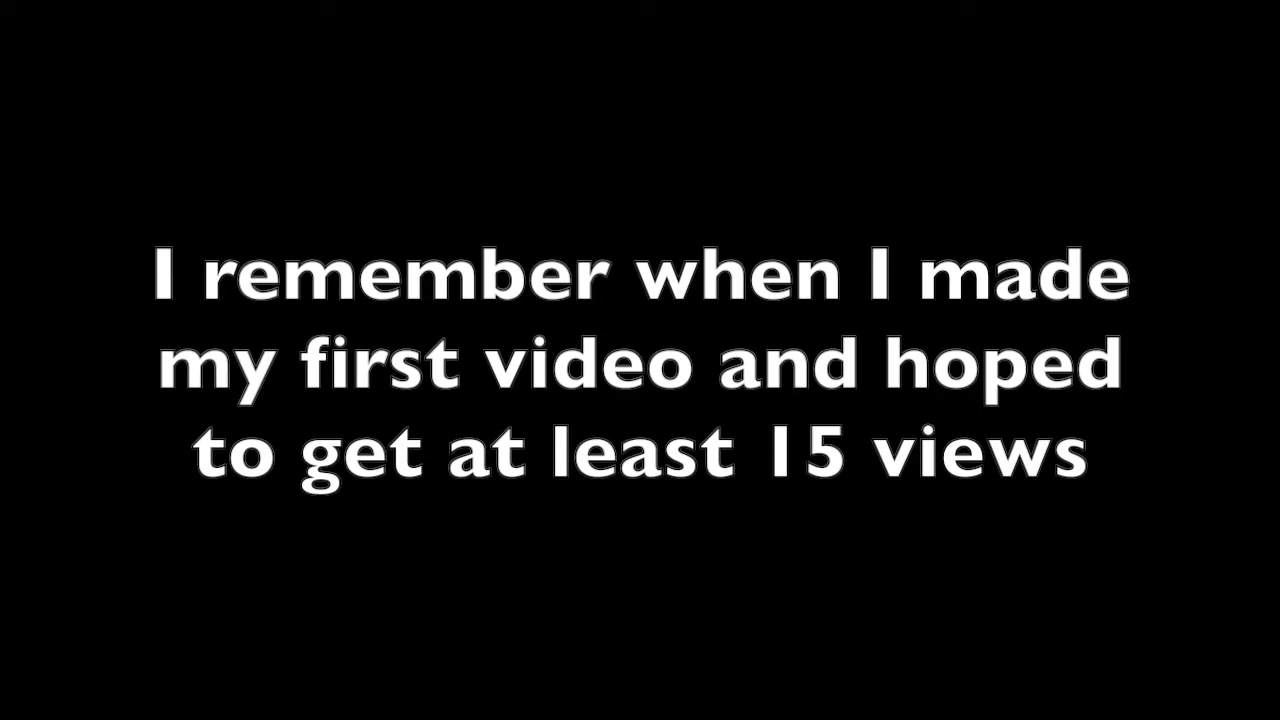 I remember when I made
my first video and hoped
to get at least 15 views